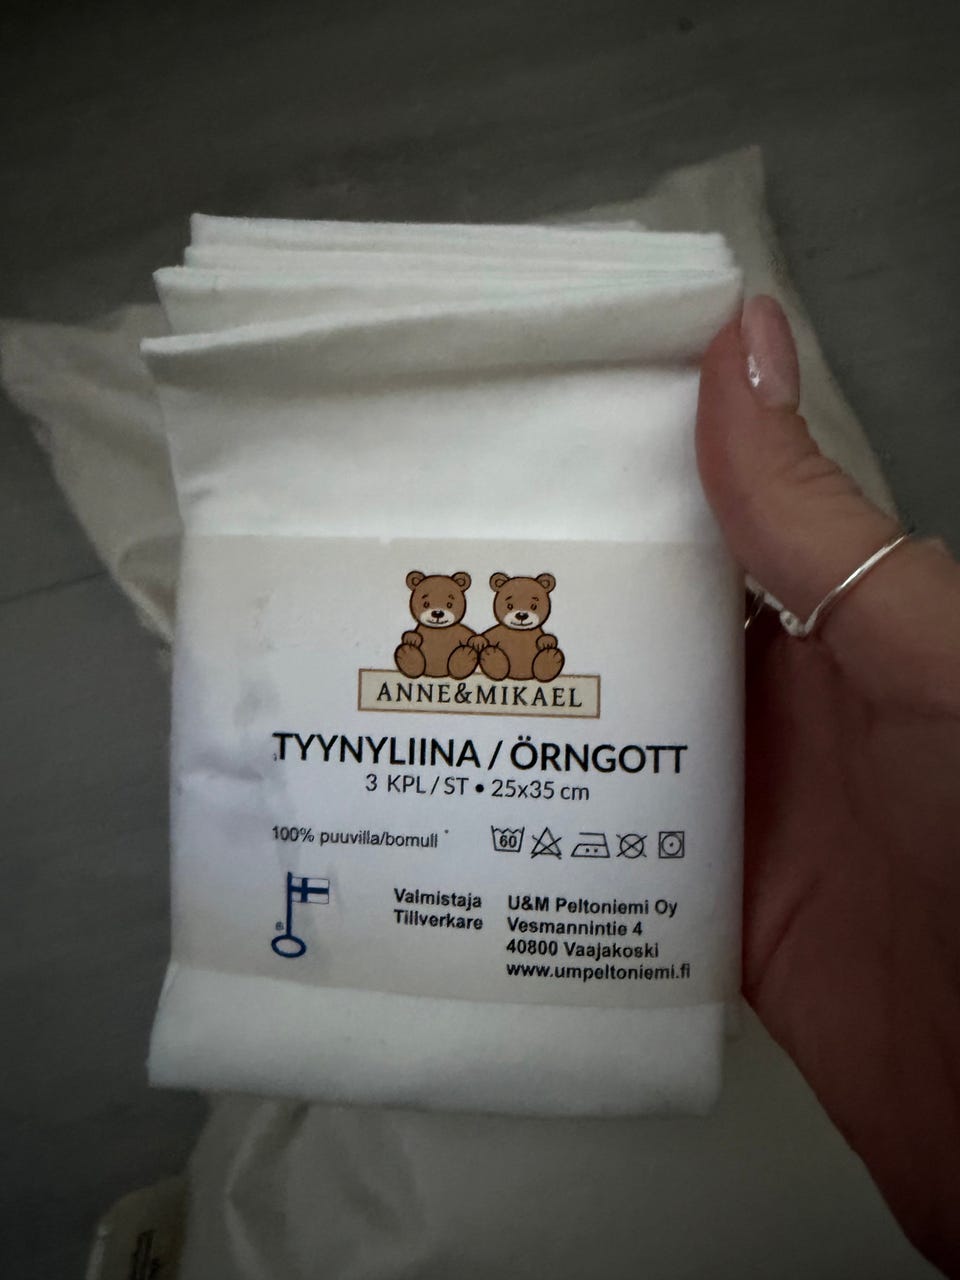 ANNE&MIKAEL
TYYNYLIINA / ÖRNGOTT
3 KPL / ST • 25x35 cm
100% puuvilla/bomull
60
Valmistaja
Tillverkare
U&M Peltoniemi Oy
Vesmannintie 4
40800 Vaajakoski
www.umpeltoniemi.fi